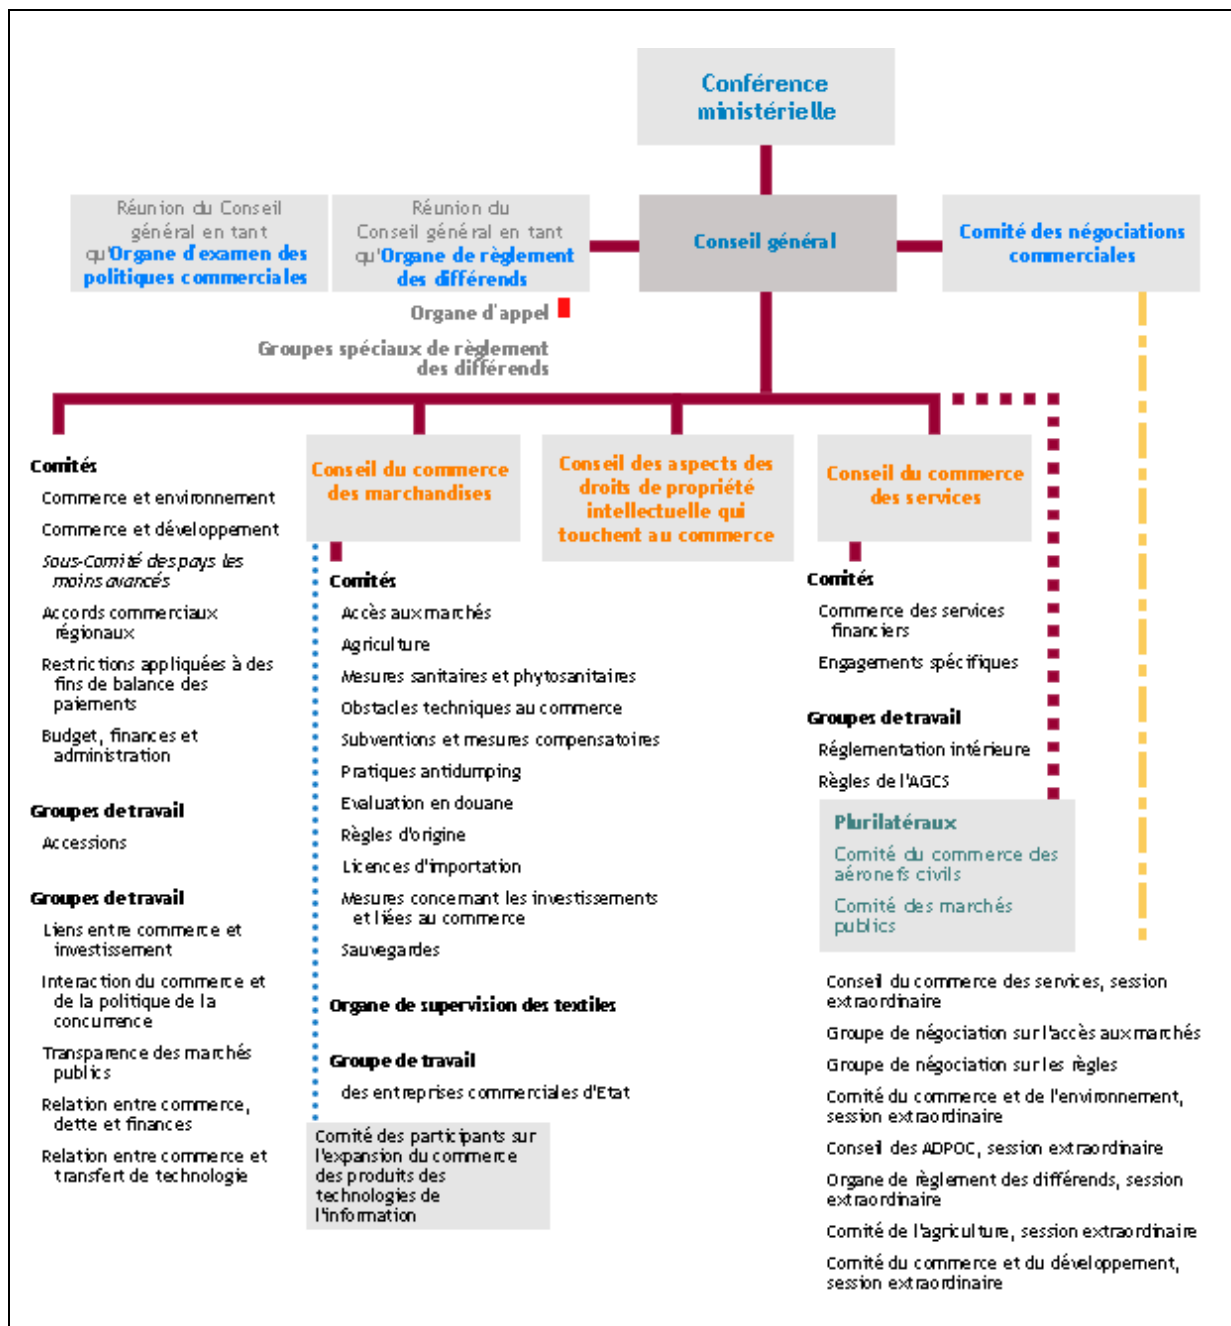 Conférence
ministérielle
Réunion du Conseil
général en tant
qu'Organe d'examen des
politiques commerciales
Réunion du
Conseil général en tant
qu'Organe de règlement
des différends
Conseil général
Comité des négociations
commerciales
Organe d'appel
Groupes spéciaux de règlement
des différends
Comités
Commerce et environnement
Commerce et développement
Sous-Comité des pays les
moins avancés
Accords commerciaux
régionaux
Restrictions appliquées à des
fins de balance des
paiements
Budget, finances et
administration
Groupes de travail
Accessions
Groupes de travail
Liens entre commerce et
investissement
Interaction du commerce et
de la politique de la
concurrence
Transparence des marchés
publics
Relation entre commerce,
dette et finances
Relation entre commerce et
transfert de technologie
Conseil du commerce
des marchandises
Comités
Accès aux marchés
Agriculture
Mesures sanitaires et phytosanitaires
Obstacles techniques au commerce
Subventions et mesures compensatoires
Pratiques antidumping
Evaluation en douane
Règles d'origine
Licences d'importation
Mesures concernant les investissements
et liées au commerce
Sauvegardes
Organe de supervision des textiles
Groupe de travail
des entreprises commerciales d'Etat
Comité des participants sur
l'expansion du commerce
des produits des
technologies de
l'information
Conseil des aspects des
droits de propriété
intellectuelle qui
touchent au commerce
Conseil du commerce
des services
Comités
Commerce des services
financiers
Engagements spécifiques
Groupes de travail
Réglementation intérieure
Règles de l'AGCS
Plurilatéraux
Comité du commerce des
aéronefs civils
Comité des marchés
publics
Conseil du commerce des services, session
extraordinaire
Groupe de négociation sur l'accès aux marchés
Groupe de négociation sur les règles
Comité du commerce et de l'environnement,
session extraordinaire
Conseil des ADPOC, session extraordinaire
Organe de règlement des différends, session
extraordinaire
Comité de l'agriculture, session extraordinaire
Comité du commerce et du développement,
session extraordinaire